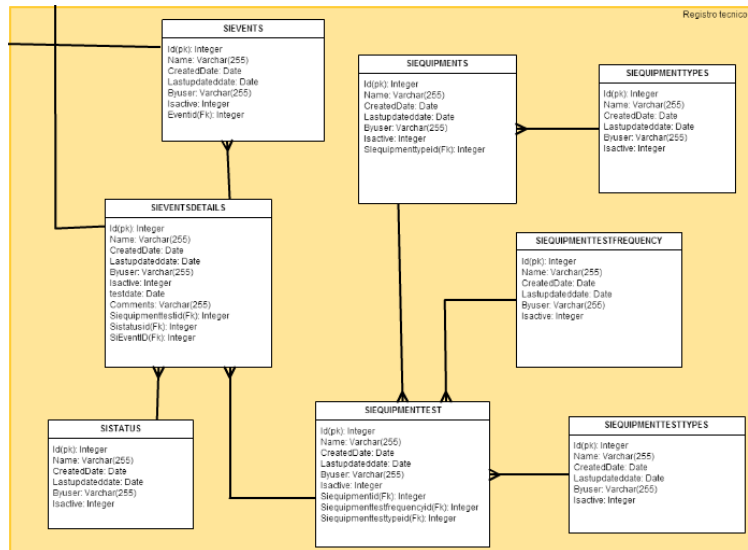 Registro tecnico
SIEVENTS
Id(pk): Integer
Name: Varchar(255)
CreatedDate: Date
Lastupdateddate: Date
Byuser: Varchar(255)
Isactive: Integer
Eventid(Fk): Integer
SIEQUIPMENTS
Id(pk): Integer
Name: Varchar(255)
CreatedDate: Date
Lastupdateddate: Date
Byuser: Varchar(255)
Isactive: Integer
SIequipmenttypeid(Fk): Integer
SIEQUIPMENTTYPES
Id(pk): Integer
Name: Varchar(255)
CreatedDate: Date
Lastupdateddate: Date
Byuser: Varchar(255)
Isactive: Integer
SIEVENTSDETAILS
Id(pk): Integer
Name: Varchar(255)
CreatedDate: Date
Lastupdateddate: Date
Byuser: Varchar(255)
Isactive: Integer
testdate: Date
Comments: Varchar(255)
Siequipmenttestid(Fk): Integer
Sistatusid(Fk): Integer
SiEventID(Fk): Integer
SIEQUIPMENTTESTFREQUENCY
Id(pk): Integer
Name: Varchar(255)
CreatedDate: Date
Lastupdateddate: Date
Byuser: Varchar(255)
Isactive: Integer
SISTATUS
Id(pk): Integer
Name: Varchar(255)
CreatedDate: Date
Lastupdateddate: Date
Byuser: Varchar(255)
Isactive: Integer
SIEQUIPMENTTEST
Id(pk): Integer
Name: Varchar(255)
CreatedDate: Date
Lastupdateddate: Date
Byuser: Varchar(255)
Isactive: Integer
Siequipmentid(Fk): Integer
Siequipmenttestfrequencyid(Fk): Integer
Siequipmenttesttypeid(Fk): Integer
SIEQUIPMENTTESTTYPES
Id(pk): Integer
Name: Varchar(255)
CreatedDate: Date
Lastupdateddate: Date
Byuser: Varchar(255)
Isactive: Integer